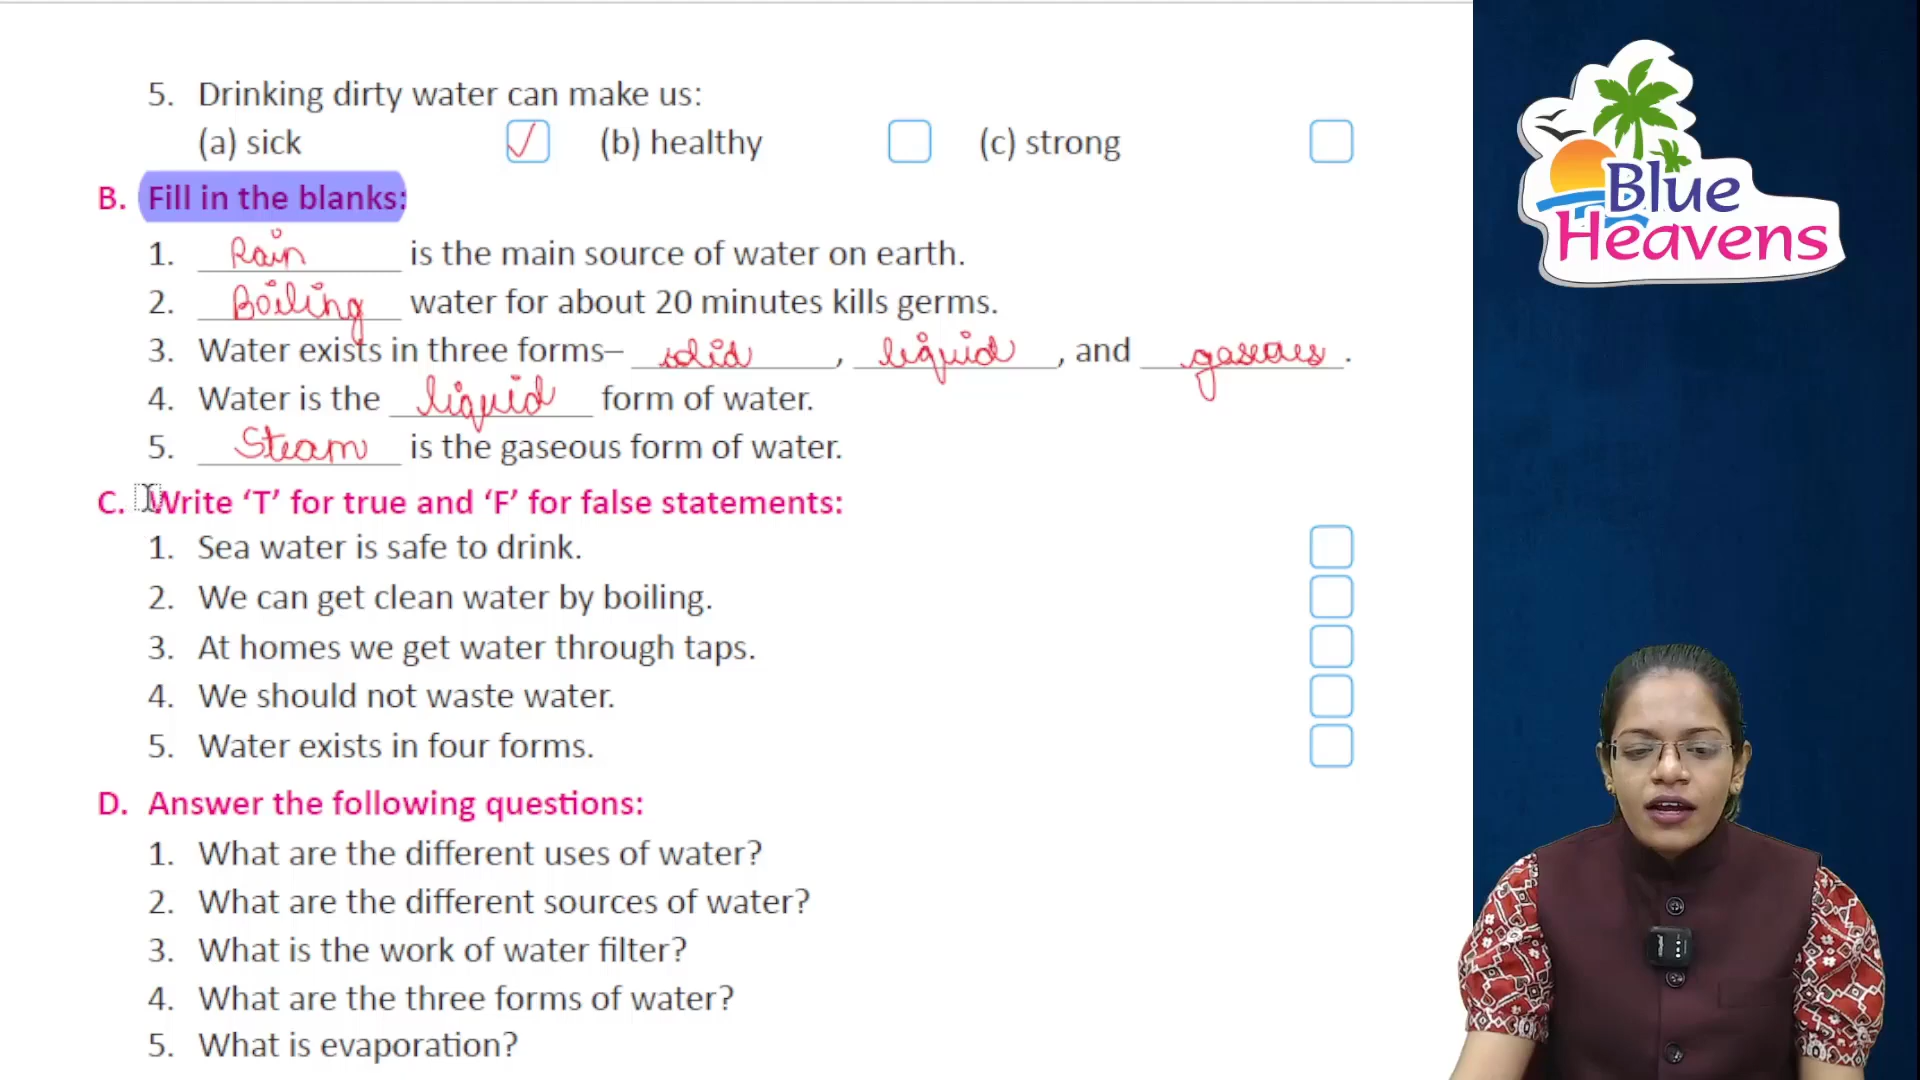 5. Drinking dirty water can make us:
(a) sick ✓ (b) healthy (c) strong
B. Fill in the blanks:
1. Rain is the main source of water on earth.
2. Boiling water for about 20 minutes kills germs.
3. Water exists in three forms– solid, liquid, and gaseous.
4. Water is the liquid form of water.
5. Steam is the gaseous form of water.
C. Write ‘T’ for true and ‘F’ for false statements:
1. Sea water is safe to drink.
2. We can get clean water by boiling.
3. At homes we get water through taps.
4. We should not waste water.
5. Water exists in four forms.
D. Answer the following questions:
1. What are the different uses of water?
2. What are the different sources of water?
3. What is the work of water filter?
4. What are the three forms of water?
5. What is evaporation?
Blue
Heavens